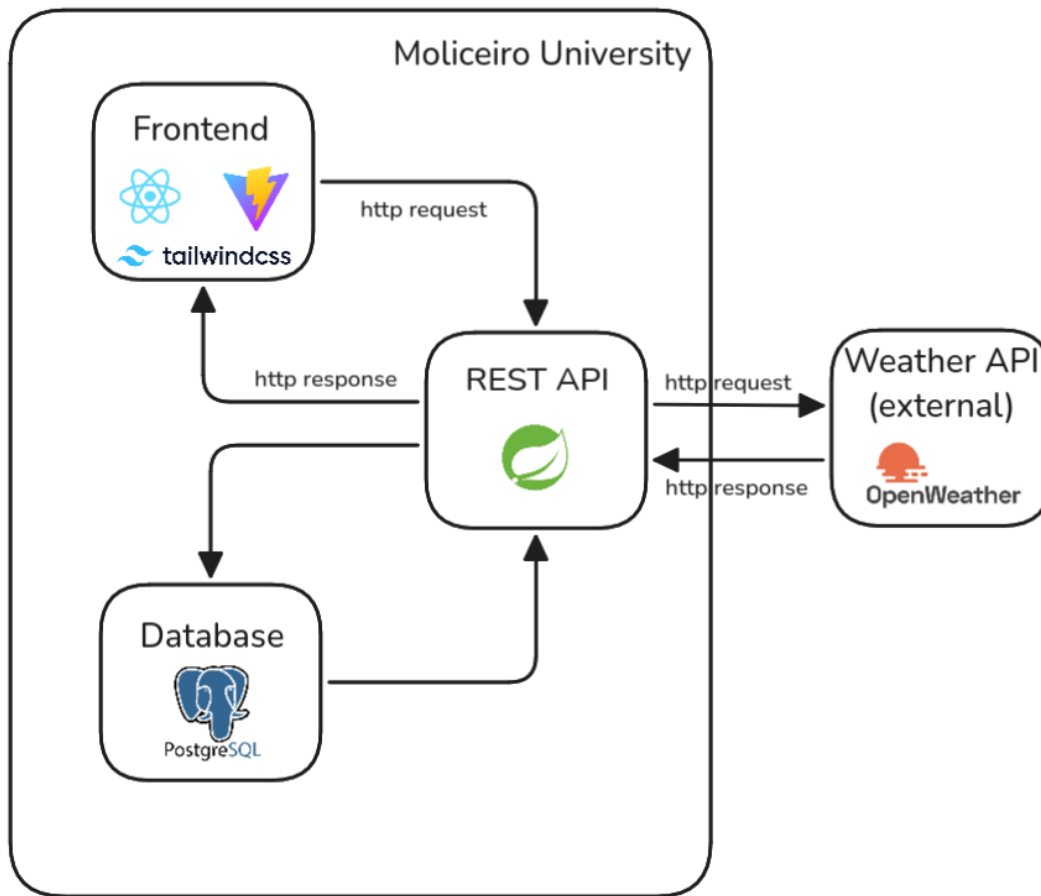 Moliceiro University
Frontend
tailwindcss
http request
http response
REST API
http request
http response
Weather API
(external)
OpenWeather
Database
PostgreSQL